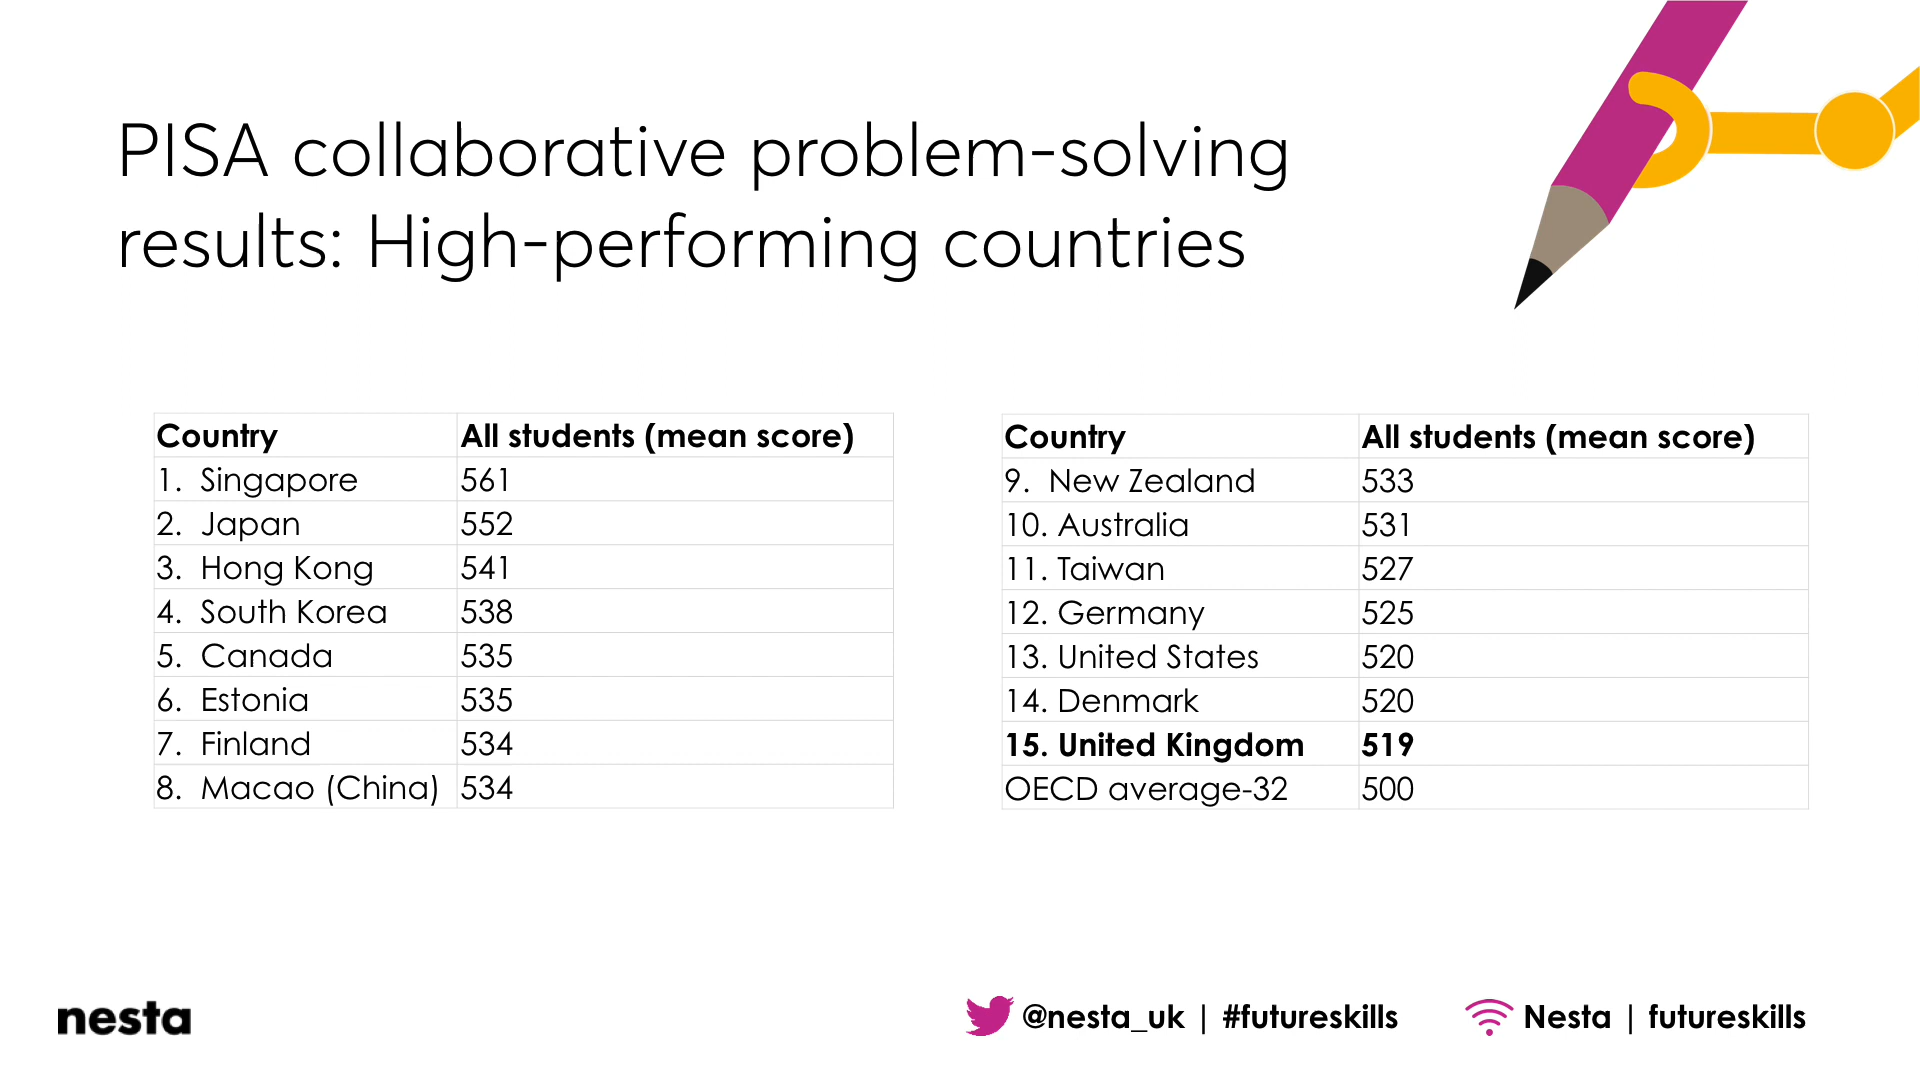 PISA collaborative problem-solving
results: High-performing countries
Country All students (mean score)
1. Singapore 561
2. Japan 552
3. Hong Kong 541
4. South Korea 538
5. Canada 535
6. Estonia 535
7. Finland 534
8. Macao (China) 534
Country All students (mean score)
9. New Zealand 533
10. Australia 531
11. Taiwan 527
12. Germany 525
13. United States 520
14. Denmark 520
15. United Kingdom 519
OECD average-32 500
nesta
@nesta_uk | #futureskills
Nesta | futureskills